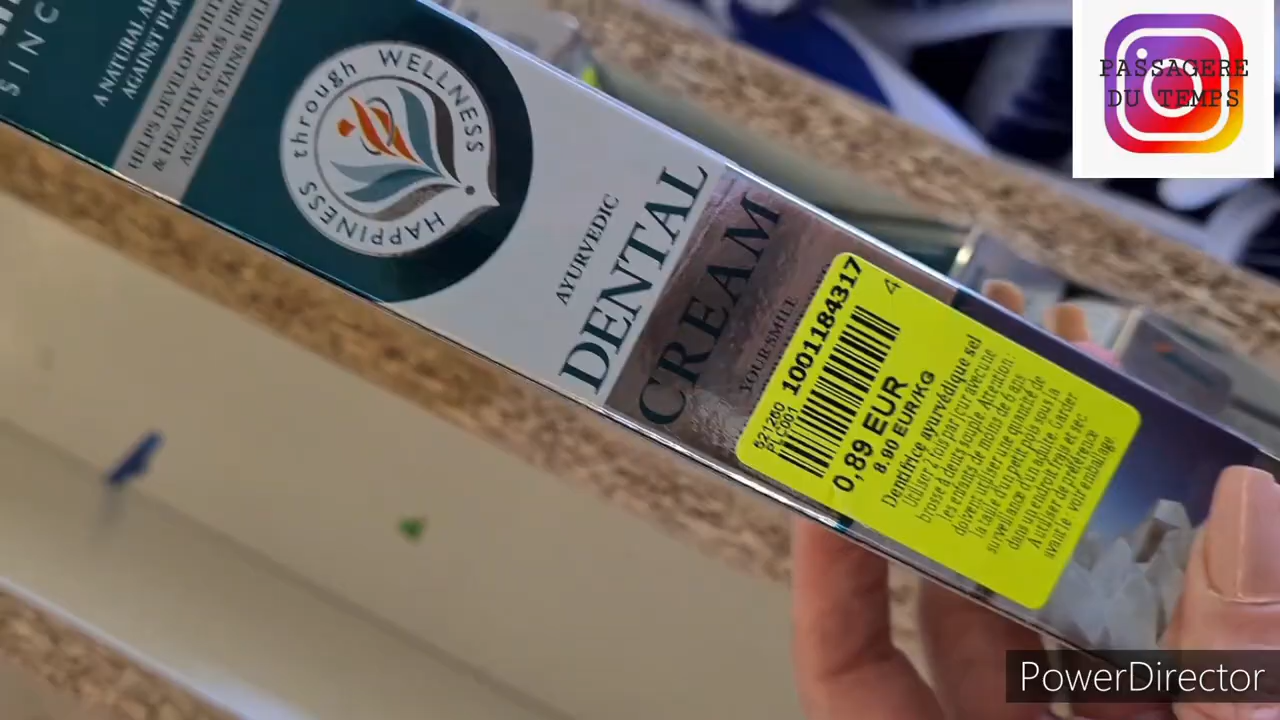 SINC
A NATURAL
AGAINST
HELPS DEVELOP
& HEALTHY GUMS |
AGAINST STAINS
HAPPINESS through WELLNESS
AYURVEDIC
DENTAL
CREAM
YOUR SMILE
521260
1001184317
4
0,89 EUR
8.90 EUR/KG
Dentifrice ayurvédique sel
Utiliser 2 fois par jour avec une
brosse à dents souple. Attention:
les enfants de moins de 6 ans
doivent utiliser une quantité de
la taille d'un petit pois sous la
surveillance d'un adulte. Garder
dans un endroit frais et sec
A utiliser de préférence
avant le : voir emballage
PASSAGERE
DU TEMPS
PowerDirector